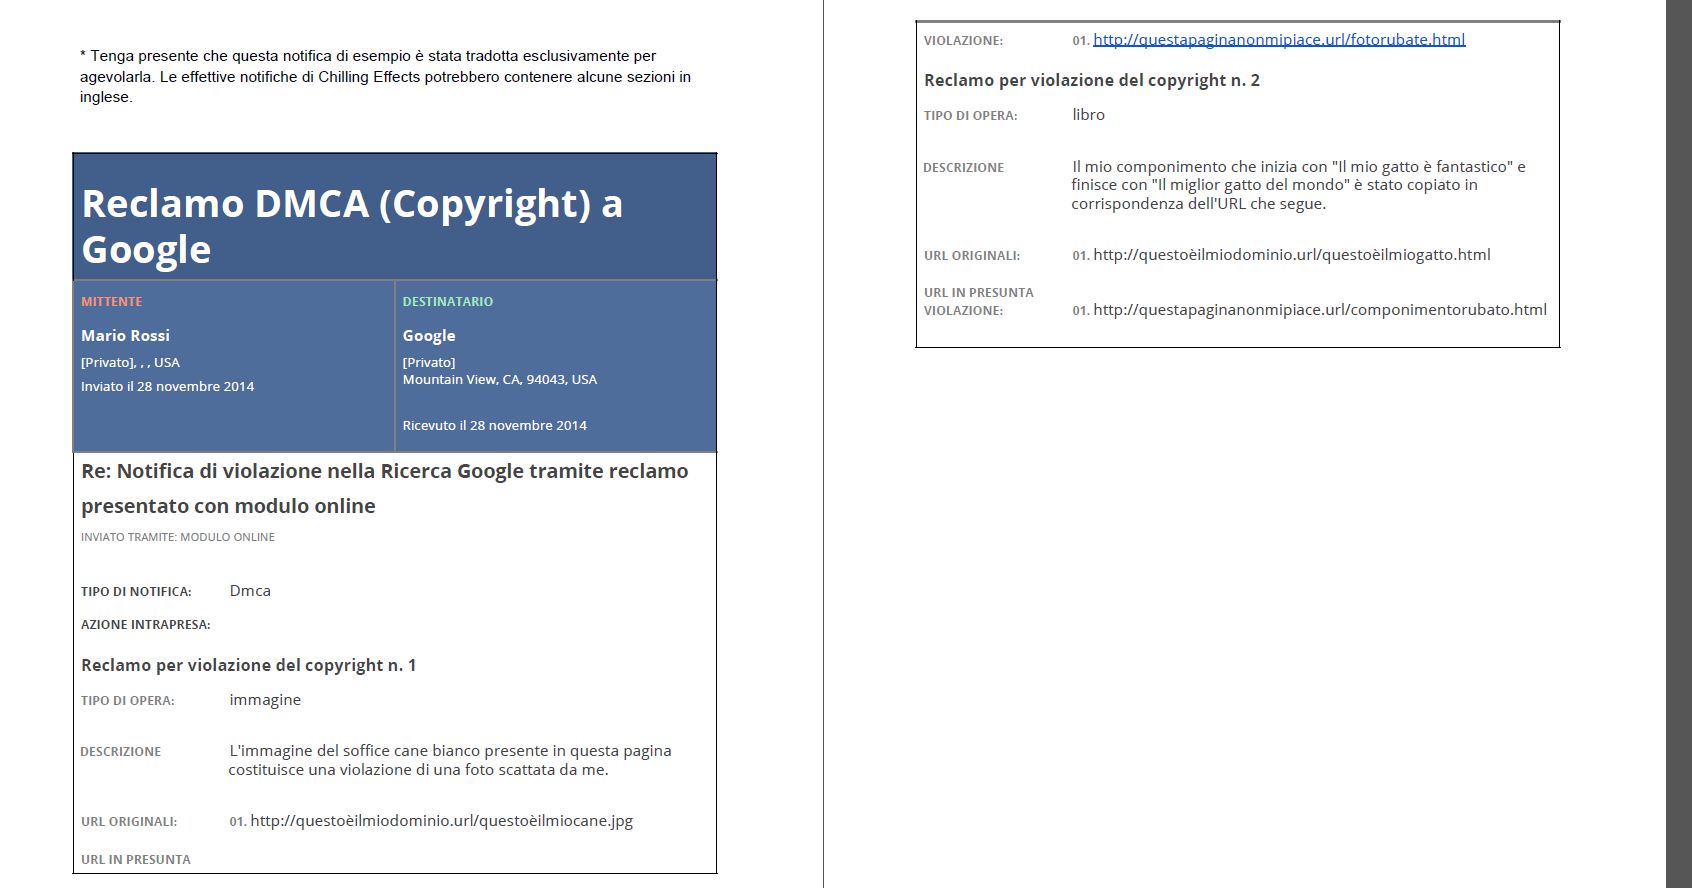 * Tenga presente che questa notifica di esempio è stata tradotta esclusivamente per
agevolarla. Le effettive notifiche di Chilling Effects potrebbero contenere alcune sezioni in
inglese.
Reclamo DMCA (Copyright) a
Google
MITTENTE
Mario Rossi
[Privato], , , USA
Inviato il 28 novembre 2014
DESTINATARIO
Google
[Privato]
Mountain View, CA, 94043, USA
Ricevuto il 28 novembre 2014
Re: Notifica di violazione nella Ricerca Google tramite reclamo
presentato con modulo online
INVIATO TRAMITE: MODULO ONLINE
TIPO DI NOTIFICA: Dmca
AZIONE INTRAPRESA:
Reclamo per violazione del copyright n. 1
TIPO DI OPERA: immagine
DESCRIZIONE L'immagine del soffice cane bianco presente in questa pagina
costituisce una violazione di una foto scattata da me.
URL ORIGINALI: 01. http://questoèilmiodominio.url/questoèilmiocane.jpg
URL IN PRESUNTA
VIOLAZIONE: 01. http://questapaginanonmipiace.url/fotorubate.html
Reclamo per violazione del copyright n. 2
TIPO DI OPERA: libro
DESCRIZIONE Il mio componimento che inizia con "Il mio gatto è fantastico" e
finisce con "Il miglior gatto del mondo" è stato copiato in
corrispondenza dell'URL che segue.
URL ORIGINALI: 01. http://questoèilmiodominio.url/questoèilmiogatto.html
URL IN PRESUNTA
VIOLAZIONE: 01. http://questapaginanonmipiace.url/componimentorubato.html